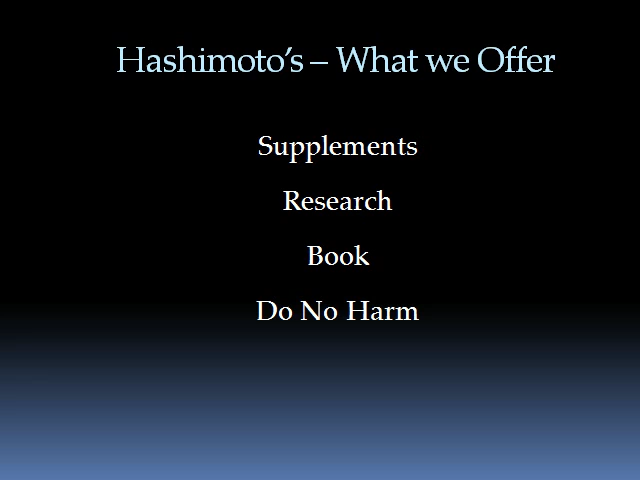 Hashimoto’s – What we Offer
Supplements
Research
Book
Do No Harm